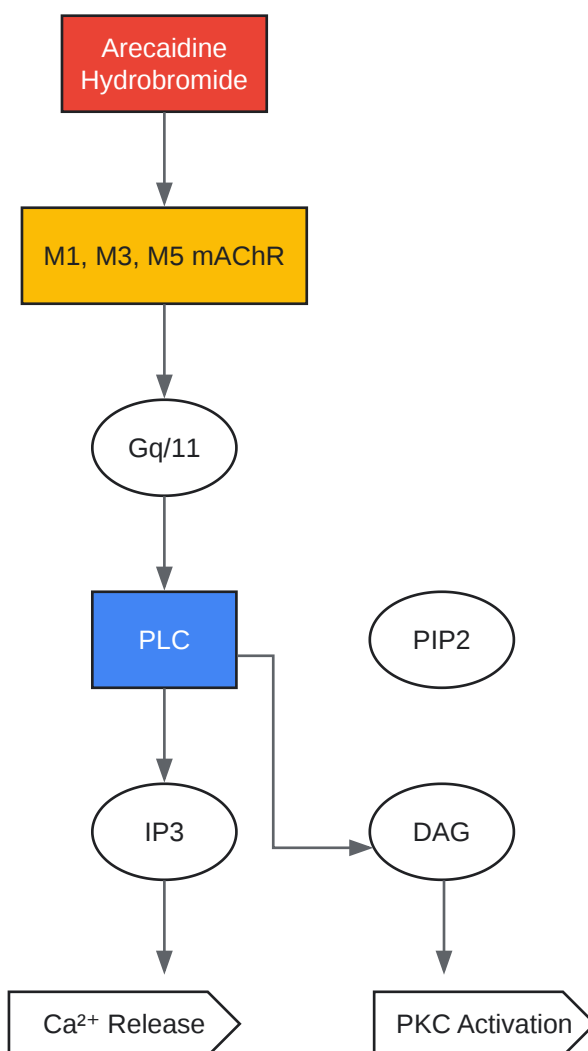 Arecaidine
Hydrobromide
M1, M3, M5 mAChR
Gq/11
PLC
PIP2
IP3
DAG
Ca²⁺ Release
PKC Activation